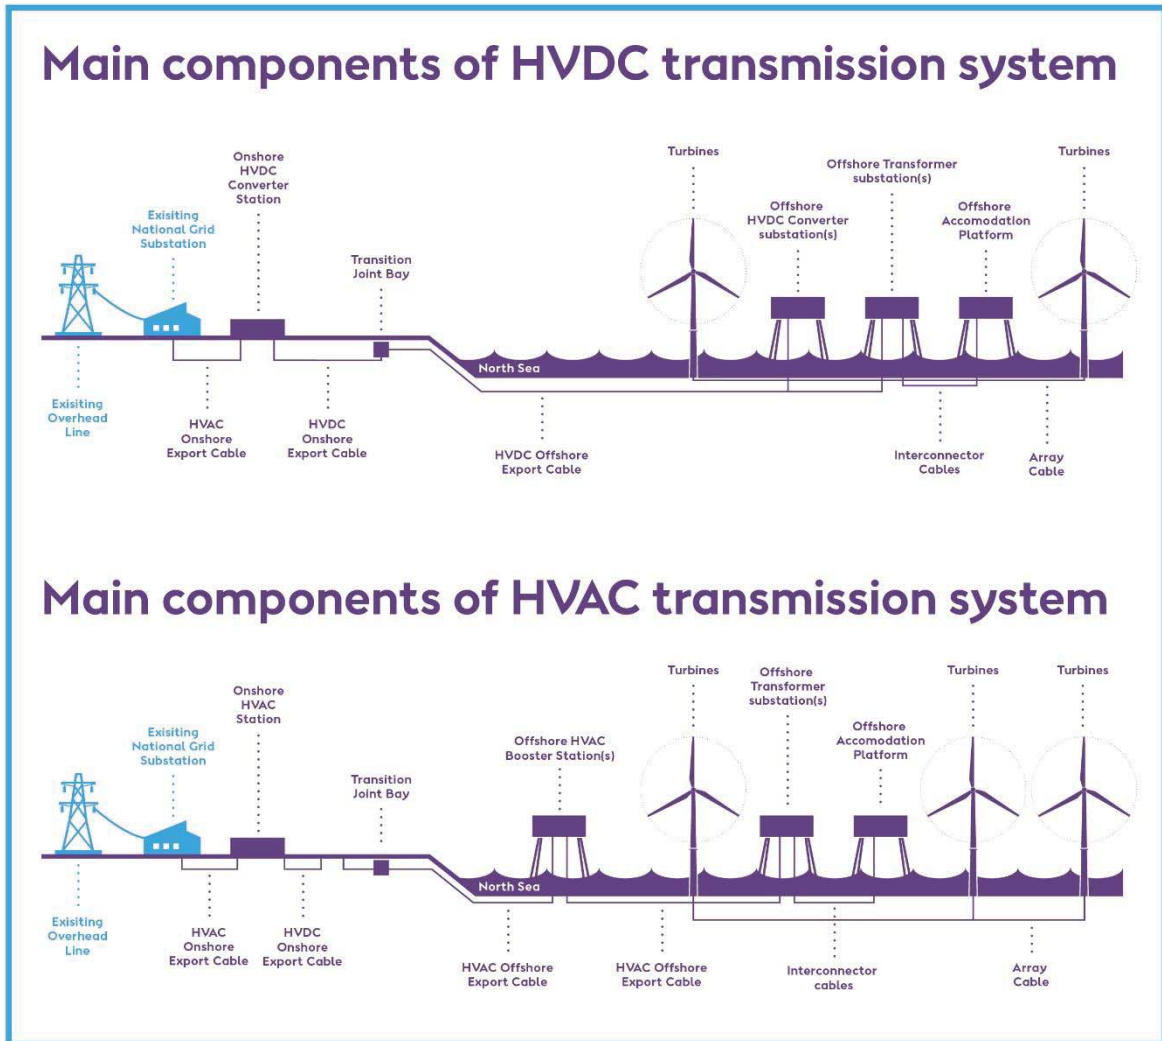 Main components of HVDC transmission system
Turbines
Offshore Transformer
substation(s)
Turbines
Onshore
HVDC
Converter
Station
Offshore
HVDC Converter
substation(s)
Offshore
Accomodation
Platform
Exisiting
National Grid
Substation
Transition
Joint Bay
North Sea
Exisiting
Overhead
Line
HVAC
Onshore
Export Cable
HVDC
Onshore
Export Cable
HVDC Offshore
Export Cable
Interconnector
Cables
Array
Cable
Main components of HVAC transmission system
Turbines
Offshore
Transformer
substation(s)
Turbines
Turbines
Onshore
HVAC
Station
Exisiting
National Grid
Substation
Offshore HVAC
Booster Station(s)
Offshore
Accomodation
Platform
Transition
Joint Bay
North Sea
Exisiting
Overhead
Line
HVAC
Onshore
Export Cable
HVDC
Onshore
Export Cable
HVAC Offshore
Export Cable
HVAC Offshore
Export Cable
Interconnector
cables
Array
Cable